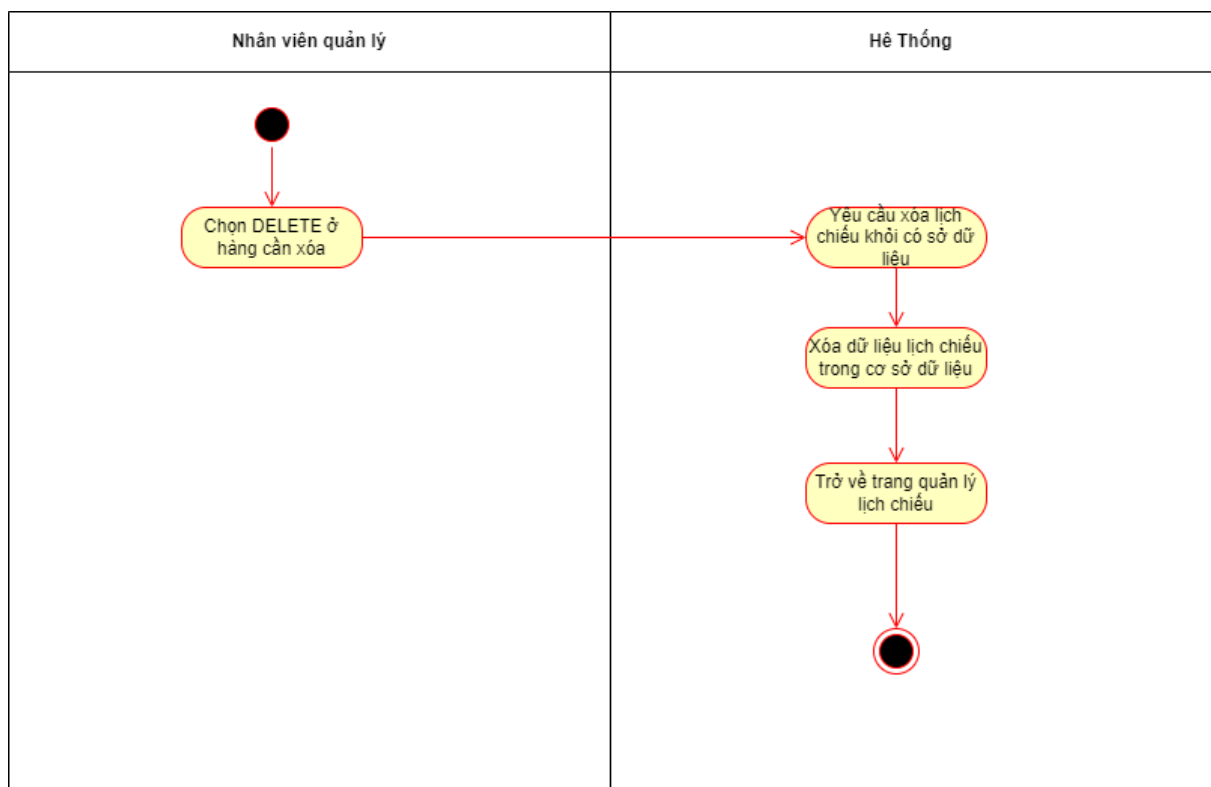 Nhân viên quản lý
Hê Thống
Chọn DELETE ở
hàng cần xóa
Yêu cầu xóa lịch
chiếu khỏi có sở dữ
liệu
Xóa dữ liệu lịch chiếu
trong cơ sở dữ liệu
Trở về trang quản lý
lịch chiếu